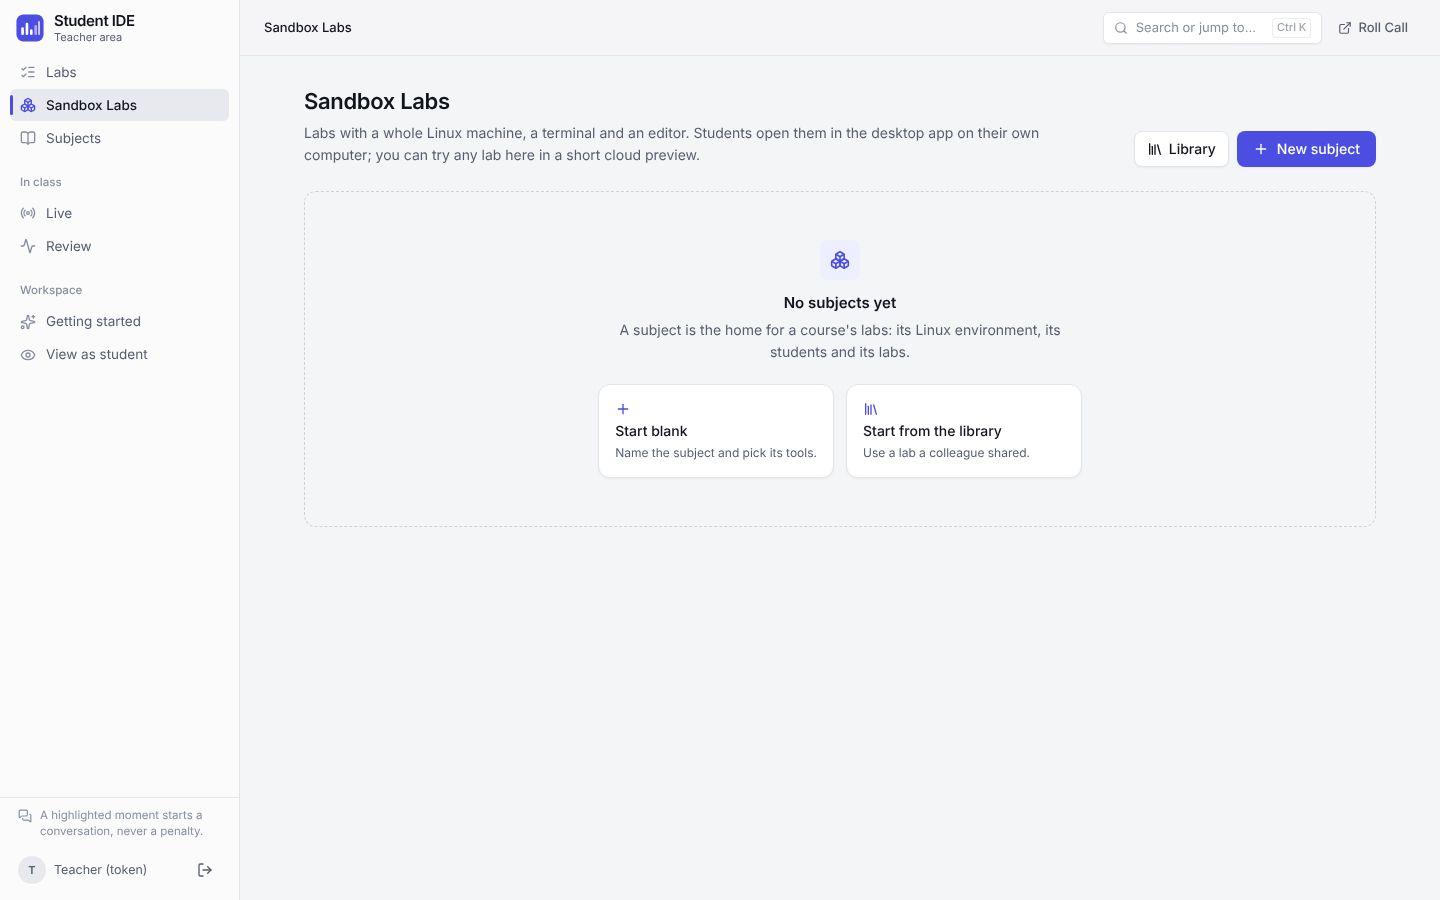 Student IDE
Teacher area
Labs
Sandbox Labs
Subjects
In class
Live
Review
Workspace
Getting started
View as student
A highlighted moment starts a
conversation, never a penalty.
T
Teacher (token)
Sandbox Labs
Search or jump to...
Ctrl K
Roll Call
Sandbox Labs
Labs with a whole Linux machine, a terminal and an editor. Students open them in the desktop app on their own
computer; you can try any lab here in a short cloud preview.
Library
New subject
No subjects yet
A subject is the home for a course's labs: its Linux environment, its
students and its labs.
Start blank
Name the subject and pick its tools.
Start from the library
Use a lab a colleague shared.